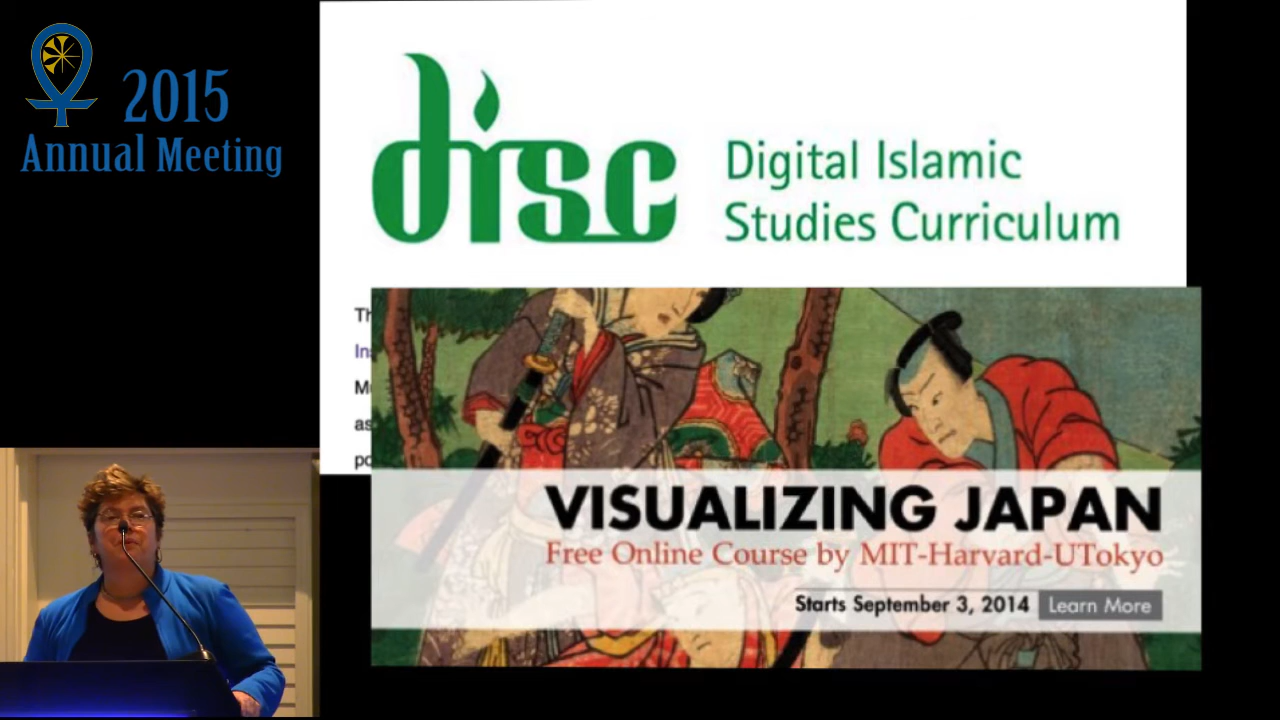 2015
Annual Meeting
disc
Digital Islamic
Studies Curriculum
VISUALIZING JAPAN
Free Online Course by MIT-Harvard-UTokyo
Starts September 3, 2014 Learn More